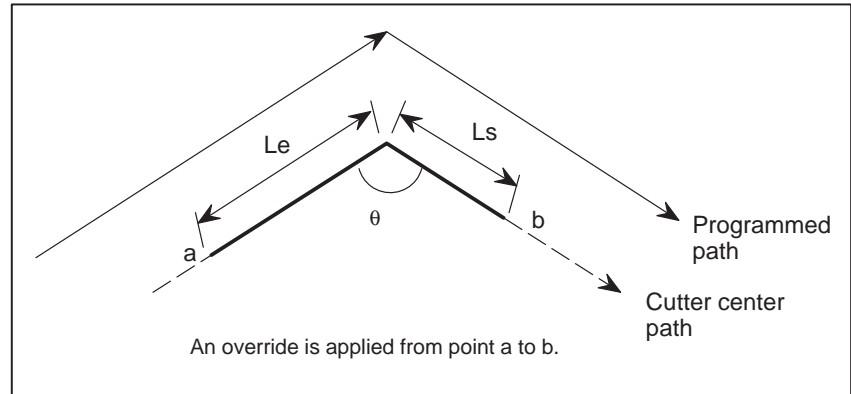 Le
Ls
θ
a
b
Programmed
path
Cutter center
path
An override is applied from point a to b.